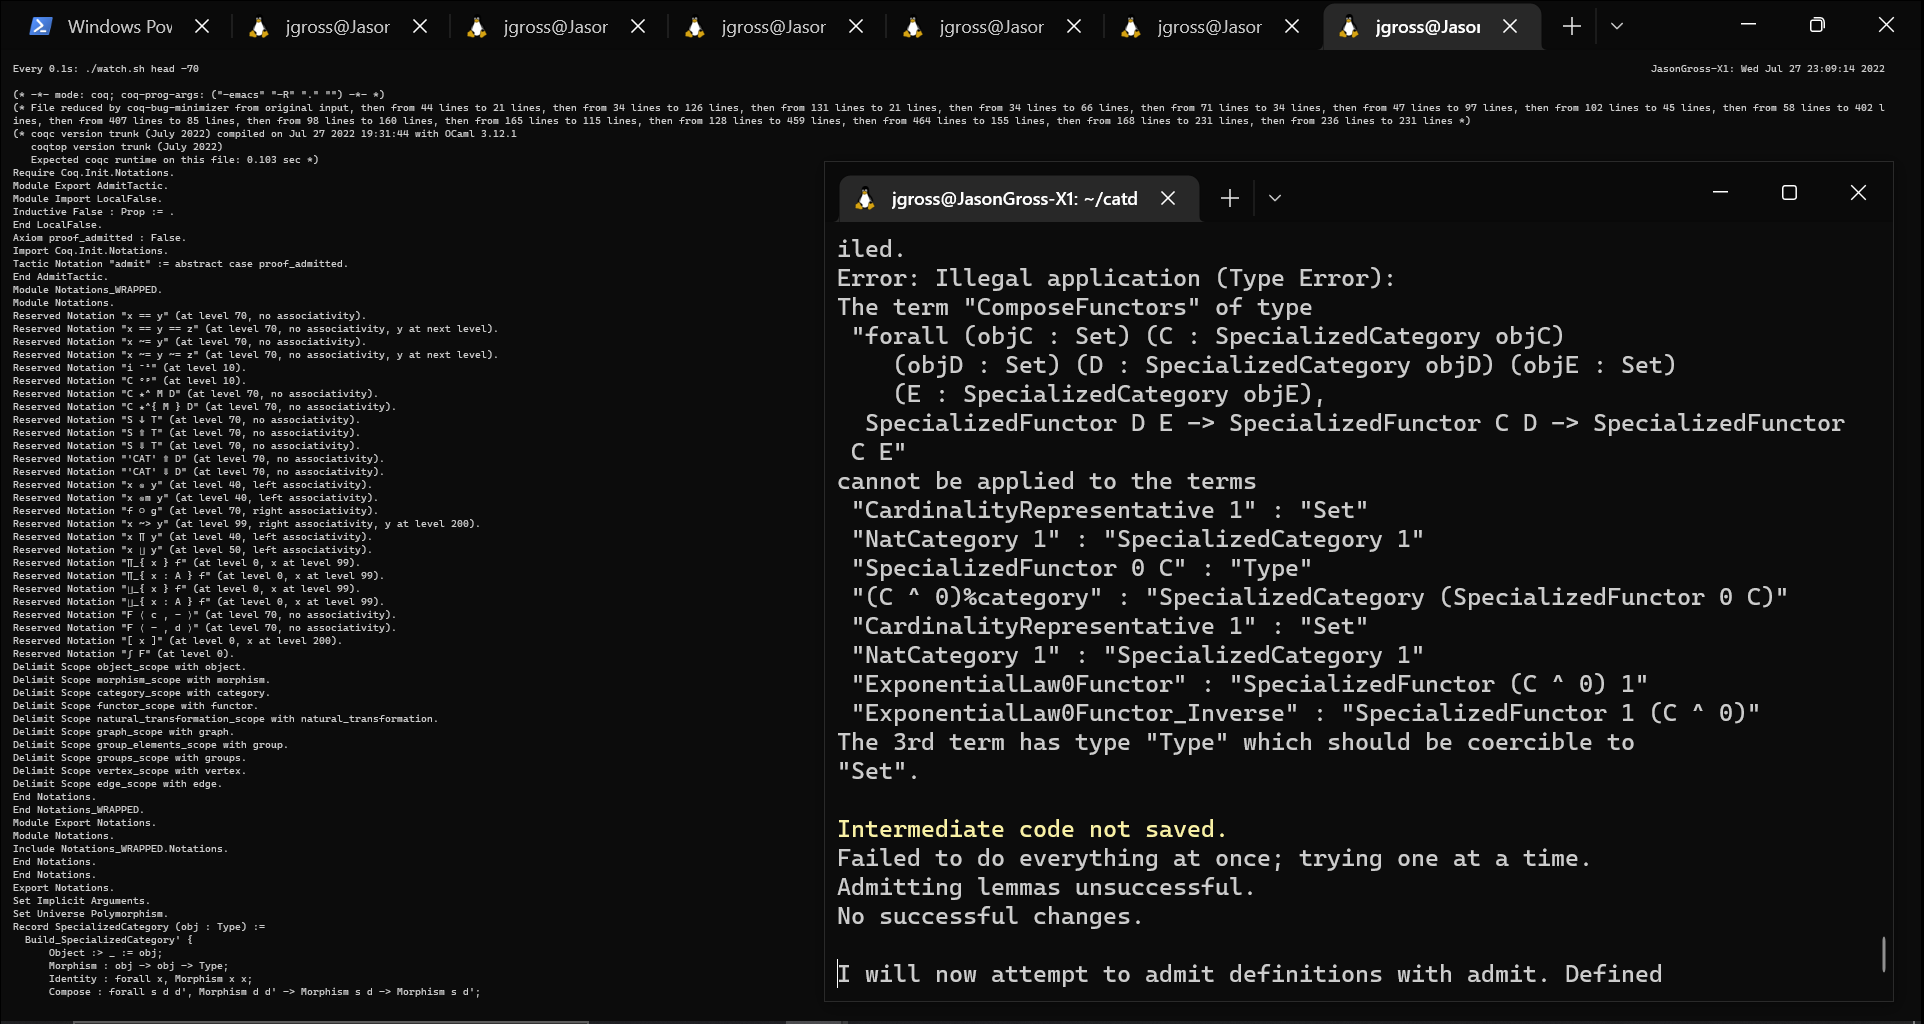 Windows Pow
jgross@Jasor
jgross@Jasor
jgross@Jasor
jgross@Jasor
jgross@Jasor
jgross@Jasor
Every 0.1s: ./watch.sh head -70
JasonGross-X1: Wed Jul 27 23:09:14 2022
(* -*- mode: coq; coq-prog-args: ("-emacs" "-R" "." "") -*- *)
(* File reduced by coq-bug-minimizer from original input, then from 44 lines to 21 lines, then from 34 lines to 126 lines, then from 131 lines to 21 lines, then from 34 lines to 66 lines, then from 71 lines to 34 lines, then from 47 lines to 97 lines, then from 102 lines to 45 lines, then from 58 lines to 402 l
ines, then from 407 lines to 85 lines, then from 98 lines to 160 lines, then from 165 lines to 115 lines, then from 128 lines to 459 lines, then from 464 lines to 155 lines, then from 168 lines to 231 lines, then from 236 lines to 231 lines *)
(* coqc version trunk (July 2022) compiled on Jul 27 2022 19:31:44 with OCaml 3.12.1
   coqtop version trunk (July 2022)
   Expected coqc runtime on this file: 0.103 sec *)
Require Coq.Init.Notations.
Module Export AdmitTactic.
Module Import LocalFalse.
Inductive False : Prop := .
End LocalFalse.
Axiom proof_admitted : False.
Import Coq.Init.Notations.
Tactic Notation "admit" := abstract case proof_admitted.
End AdmitTactic.
Module Notations_WRAPPED.
Module Notations.
Reserved Notation "x == y" (at level 70, no associativity).
Reserved Notation "x == y == z" (at level 70, no associativity, y at next level).
Reserved Notation "x ~= y" (at level 70, no associativity).
Reserved Notation "x ~= y ~= z" (at level 70, no associativity, y at next level).
Reserved Notation "i ⁻¹" (at level 10).
Reserved Notation "C ᵒᵖ" (at level 10).
Reserved Notation "C ★^ M D" (at level 70, no associativity).
Reserved Notation "C ★^{ M } D" (at level 70, no associativity).
Reserved Notation "S ↓ T" (at level 70, no associativity).
Reserved Notation "S ⇑ T" (at level 70, no associativity).
Reserved Notation "S ⇓ T" (at level 70, no associativity).
Reserved Notation "'CAT' ⇑ D" (at level 70, no associativity).
Reserved Notation "'CAT' ⇓ D" (at level 70, no associativity).
Reserved Notation "x ⊗ y" (at level 40, left associativity).
Reserved Notation "x ⊗m y" (at level 40, left associativity).
Reserved Notation "f ○ g" (at level 70, right associativity).
Reserved Notation "x ~> y" (at level 99, right associativity, y at level 200).
Reserved Notation "x ∏ y" (at level 40, left associativity).
Reserved Notation "x ∐ y" (at level 50, left associativity).
Reserved Notation "∏_{ x } f" (at level 0, x at level 99).
Reserved Notation "∏_{ x : A } f" (at level 0, x at level 99).
Reserved Notation "∐_{ x } f" (at level 0, x at level 99).
Reserved Notation "∐_{ x : A } f" (at level 0, x at level 99).
Reserved Notation "F ⟨ c , - ⟩" (at level 70, no associativity).
Reserved Notation "F ⟨ - , d ⟩" (at level 70, no associativity).
Reserved Notation "[ x ]" (at level 0, x at level 200).
Reserved Notation "∫ F" (at level 0).
Delimit Scope object_scope with object.
Delimit Scope morphism_scope with morphism.
Delimit Scope category_scope with category.
Delimit Scope functor_scope with functor.
Delimit Scope natural_transformation_scope with natural_transformation.
Delimit Scope graph_scope with graph.
Delimit Scope group_elements_scope with group.
Delimit Scope groups_scope with groups.
Delimit Scope vertex_scope with vertex.
Delimit Scope edge_scope with edge.
End Notations.
End Notations_WRAPPED.
Module Export Notations.
Module Notations.
Include Notations_WRAPPED.Notations.
End Notations.
End Notations.
Export Notations.
Set Implicit Arguments.
Set Universe Polymorphism.
Record SpecializedCategory (obj : Type) :=
  Build_SpecializedCategory' {
      Object :> _ := obj;
      Morphism : obj -> obj -> Type;
      Identity : forall x, Morphism x x;
      Compose : forall s d d', Morphism d d' -> Morphism s d -> Morphism s d';
jgross@JasonGross-X1: ~/catd
iled.
Error: Illegal application (Type Error):
The term "ComposeFunctors" of type
 "forall (objC : Set) (C : SpecializedCategory objC)
    (objD : Set) (D : SpecializedCategory objD) (objE : Set)
    (E : SpecializedCategory objE),
  SpecializedFunctor D E -> SpecializedFunctor C D -> SpecializedFunctor
 C E"
cannot be applied to the terms
 "CardinalityRepresentative 1" : "Set"
 "NatCategory 1" : "SpecializedCategory 1"
 "SpecializedFunctor 0 C" : "Type"
 "(C ^ 0)%category" : "SpecializedCategory (SpecializedFunctor 0 C)"
 "CardinalityRepresentative 1" : "Set"
 "NatCategory 1" : "SpecializedCategory 1"
 "ExponentialLaw0Functor" : "SpecializedFunctor (C ^ 0) 1"
 "ExponentialLaw0Functor_Inverse" : "SpecializedFunctor 1 (C ^ 0)"
The 3rd term has type "Type" which should be coercible to
"Set".
Intermediate code not saved.
Failed to do everything at once; trying one at a time.
Admitting lemmas unsuccessful.
No successful changes.
I will now attempt to admit definitions with admit. Defined